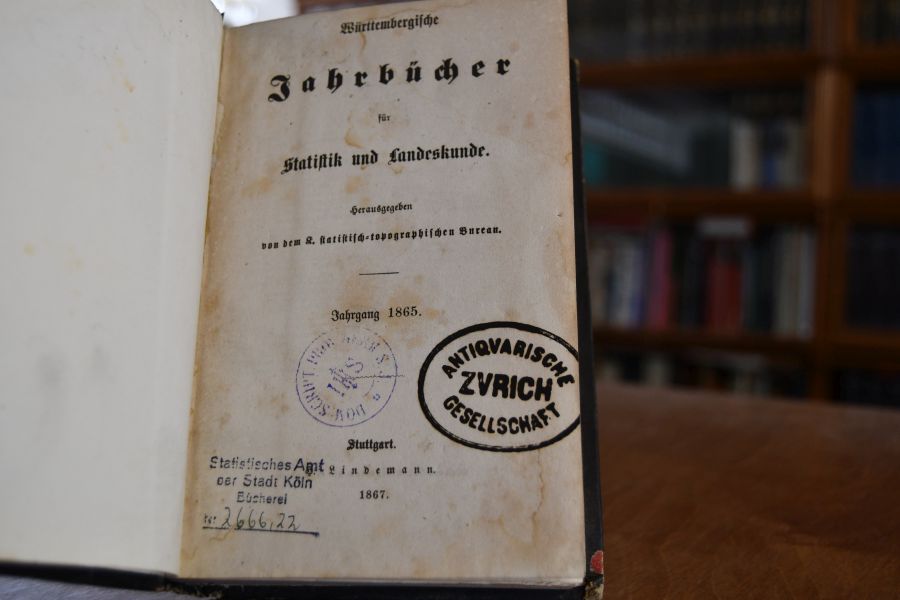 Württembergische
Jahrbücher
für
Statistik und Landeskunde.
Herausgegeben
von dem K. statistisch-topographischen Bureau.
Jahrgang 1865.
ANTIQVARISCHE
ZVRICH
GESELLSCHAFT
Stuttgart.
Lindemann.
1867.
Statistisches Amt
der Stadt Köln
Bücherei
Nr. 2666,22